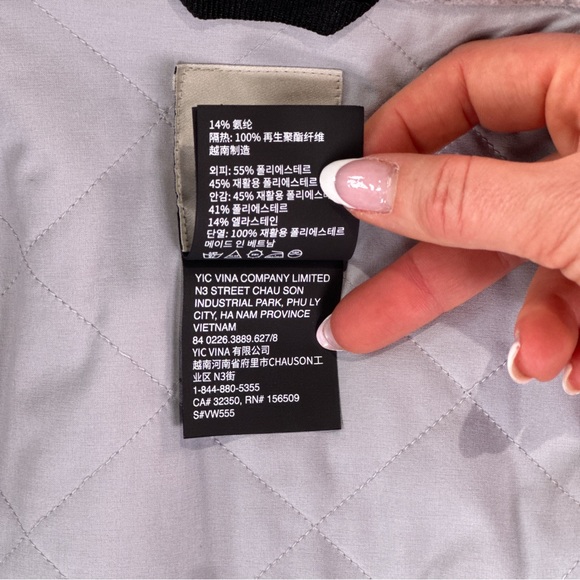 14% 氨纶
隔热: 100% 再生聚酯纤维
越南制造
외피: 55% 폴리에스테르
45% 재활용 폴리에스테르
안감: 45% 재활용 폴리에스
41% 폴리에스테르
14% 엘라스테인
단열: 100% 재활용 폴리에스테르
메이드 인 베트남
YIC VINA COMPANY LIMITED
N3 STREET CHAU SON
INDUSTRIAL PARK, PHU LY
CITY, HA NAM PROVINCE
VIETNAM
84 0226.3889.627/8
YIC VINA 有限公司
越南河南省府里市CHAUSON工
业区 N3街
1-844-880-5355
CA# 32350, RN# 156509
S#VW555